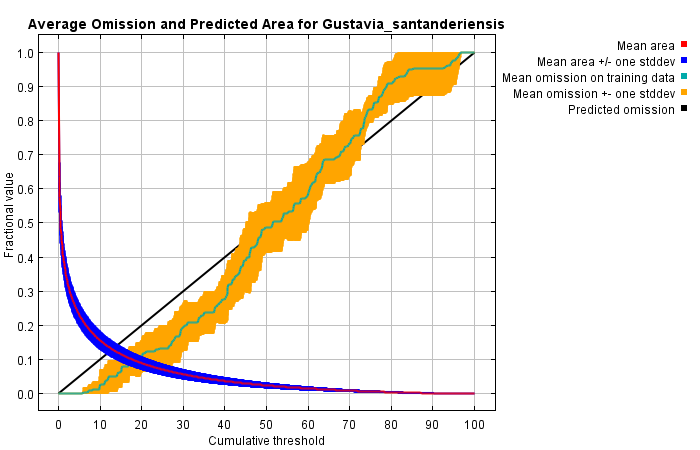 Average Omission and Predicted Area for Gustavia_santanderiensis
Mean area
Mean area +/- one stddev
Mean omission on training data
Mean omission +- one stddev
Predicted omission
Fractional value
1.0
0.9
0.8
0.7
0.6
0.5
0.4
0.3
0.2
0.1
0.0
0 10 20 30 40 50 60 70 80 90 100
Cumulative threshold